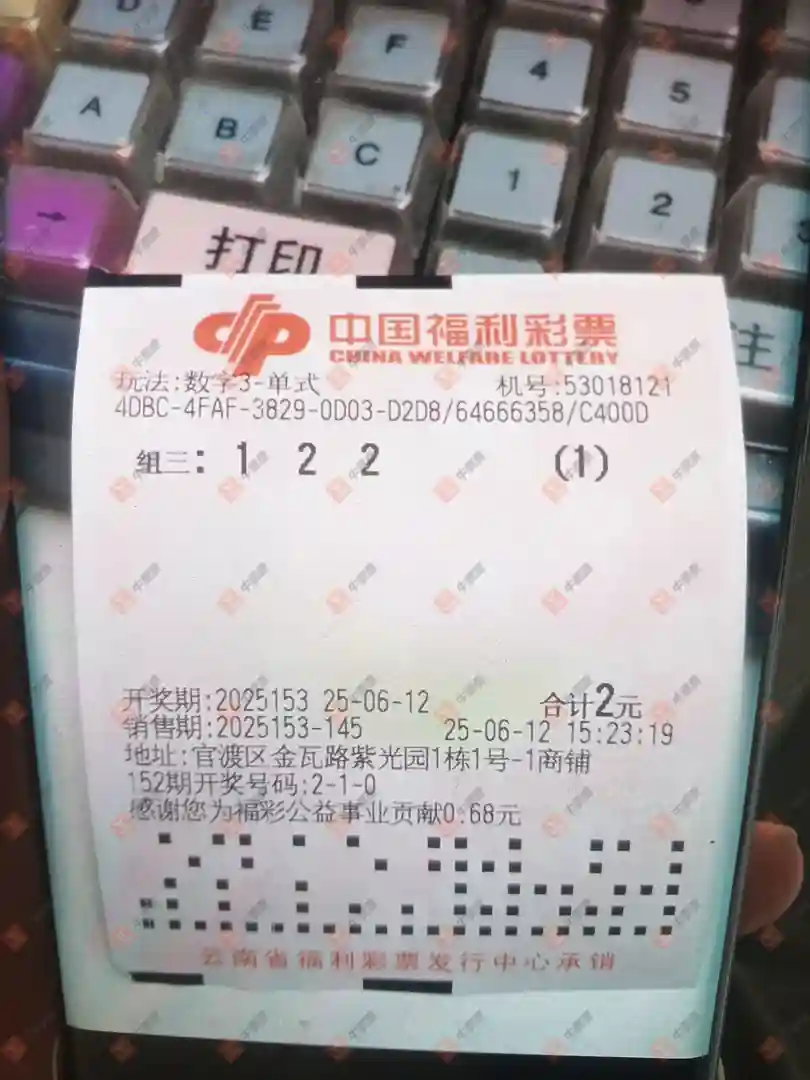 D E F 4 5
A B C 1 2 3
→ 打印
注
中国福利彩票
CHINA WELFARE LOTTERY
玩法:数字3-单式 机号:53018121
4DBC-4FAF-3829-0D03-D2D8/64666358/C400D
组三: 1 2 2 (1)
开奖期:2025153 25-06-12 合计2元
销售期:2025153-145 25-06-12 15:23:19
地址:官渡区金瓦路紫光园1栋1号-1商铺
152期开奖号码:2-1-0
感谢您为福彩公益事业贡献0.68元
云南省福利彩票发行中心承销